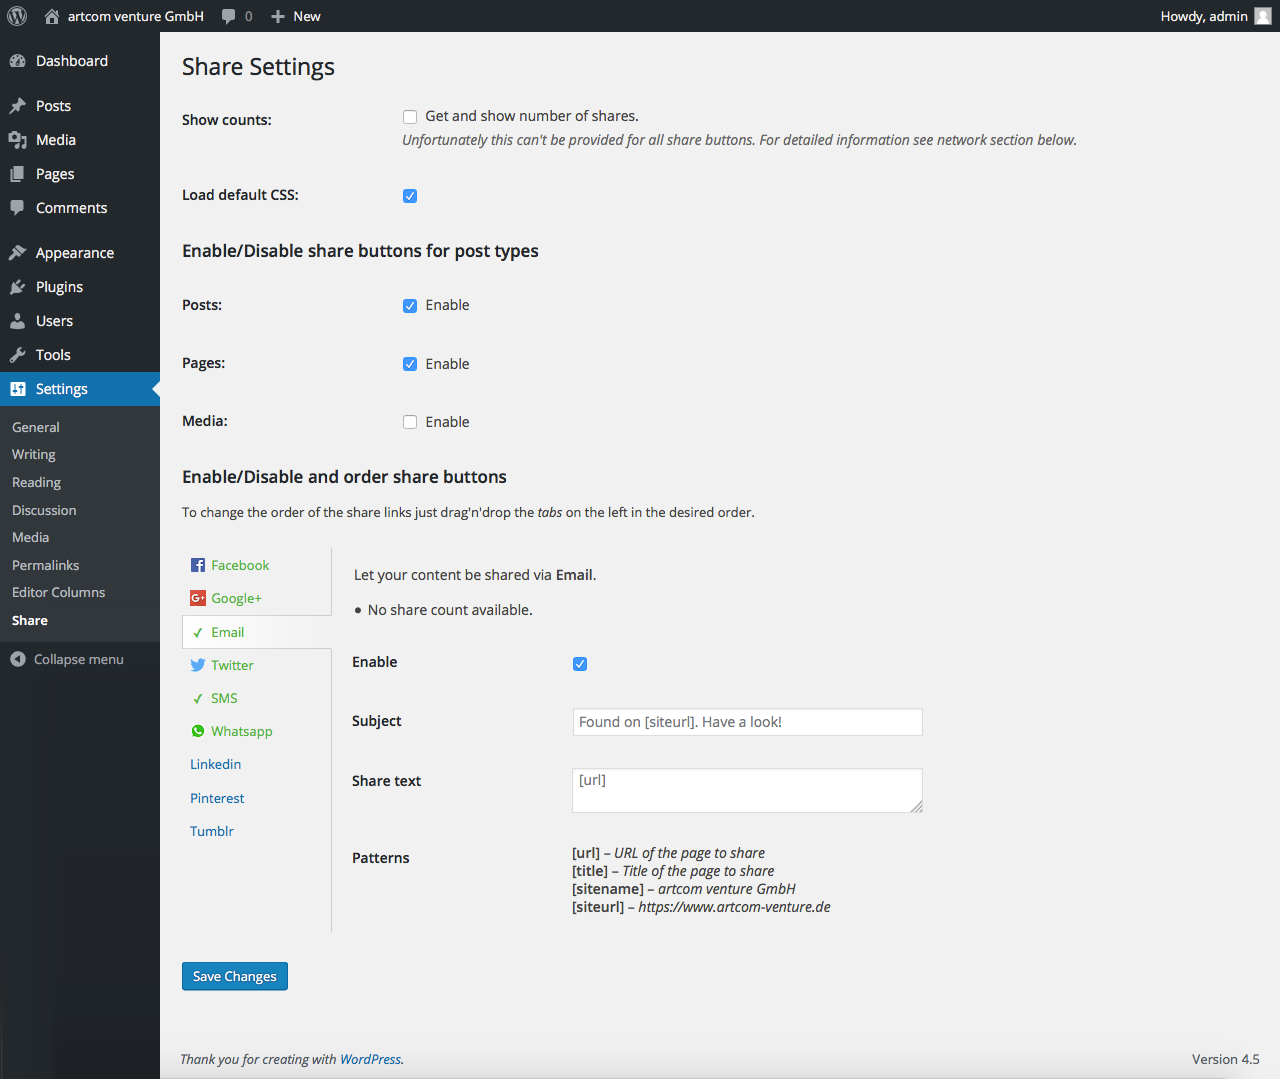 artcom venture GmbH 0 New Howdy, admin
Dashboard
Posts
Media
Pages
Comments
Appearance
Plugins
Users
Tools
Settings
General
Writing
Reading
Discussion
Media
Permalinks
Editor Columns
Share
Collapse menu
Share Settings
Show counts: Get and show number of shares.
Unfortunately this can't be provided for all share buttons. For detailed information see network section below.
Load default CSS:
Enable/Disable share buttons for post types
Posts: Enable
Pages: Enable
Media: Enable
Enable/Disable and order share buttons
To change the order of the share links just drag'n'drop the tabs on the left in the desired order.
Facebook
Google+
Email
Twitter
SMS
Whatsapp
Linkedin
Pinterest
Tumblr
Let your content be shared via Email.
• No share count available.
Enable
Subject Found on [siteurl]. Have a look!
Share text [url]
Patterns [url] – URL of the page to share
[title] – Title of the page to share
[sitename] – artcom venture GmbH
[siteurl] – https://www.artcom-venture.de
Save Changes
Thank you for creating with WordPress. Version 4.5